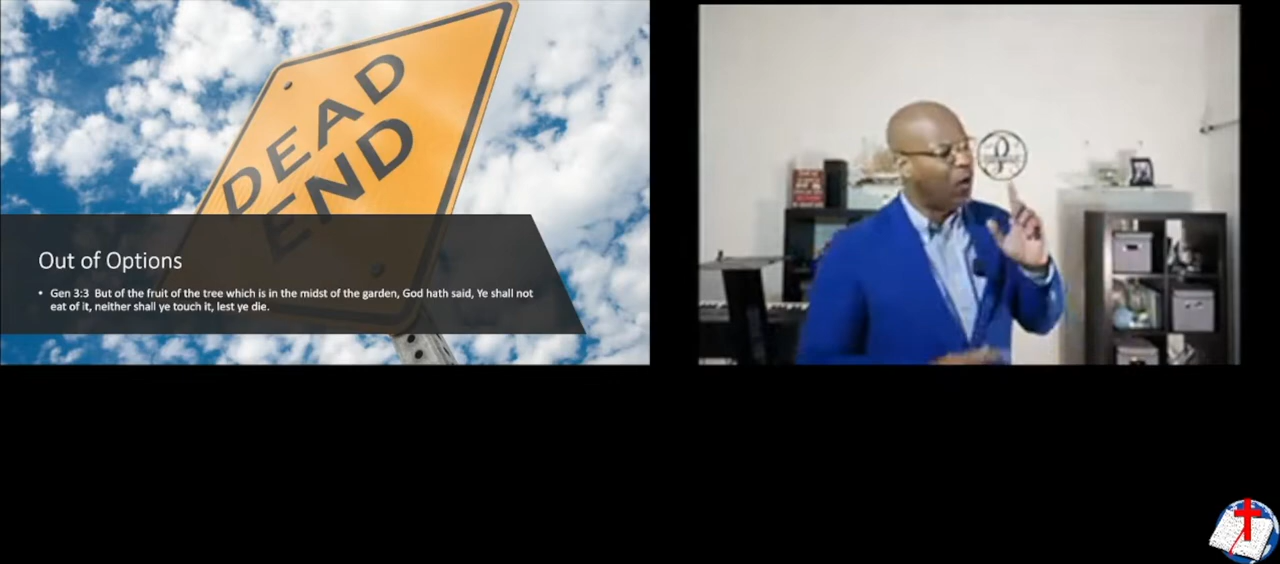 DEAD
END
Out of Options
• Gen 3:3 But of the fruit of the tree which is in the midst of the garden, God hath said, Ye shall not
eat of it, neither shall ye touch it, lest ye die.